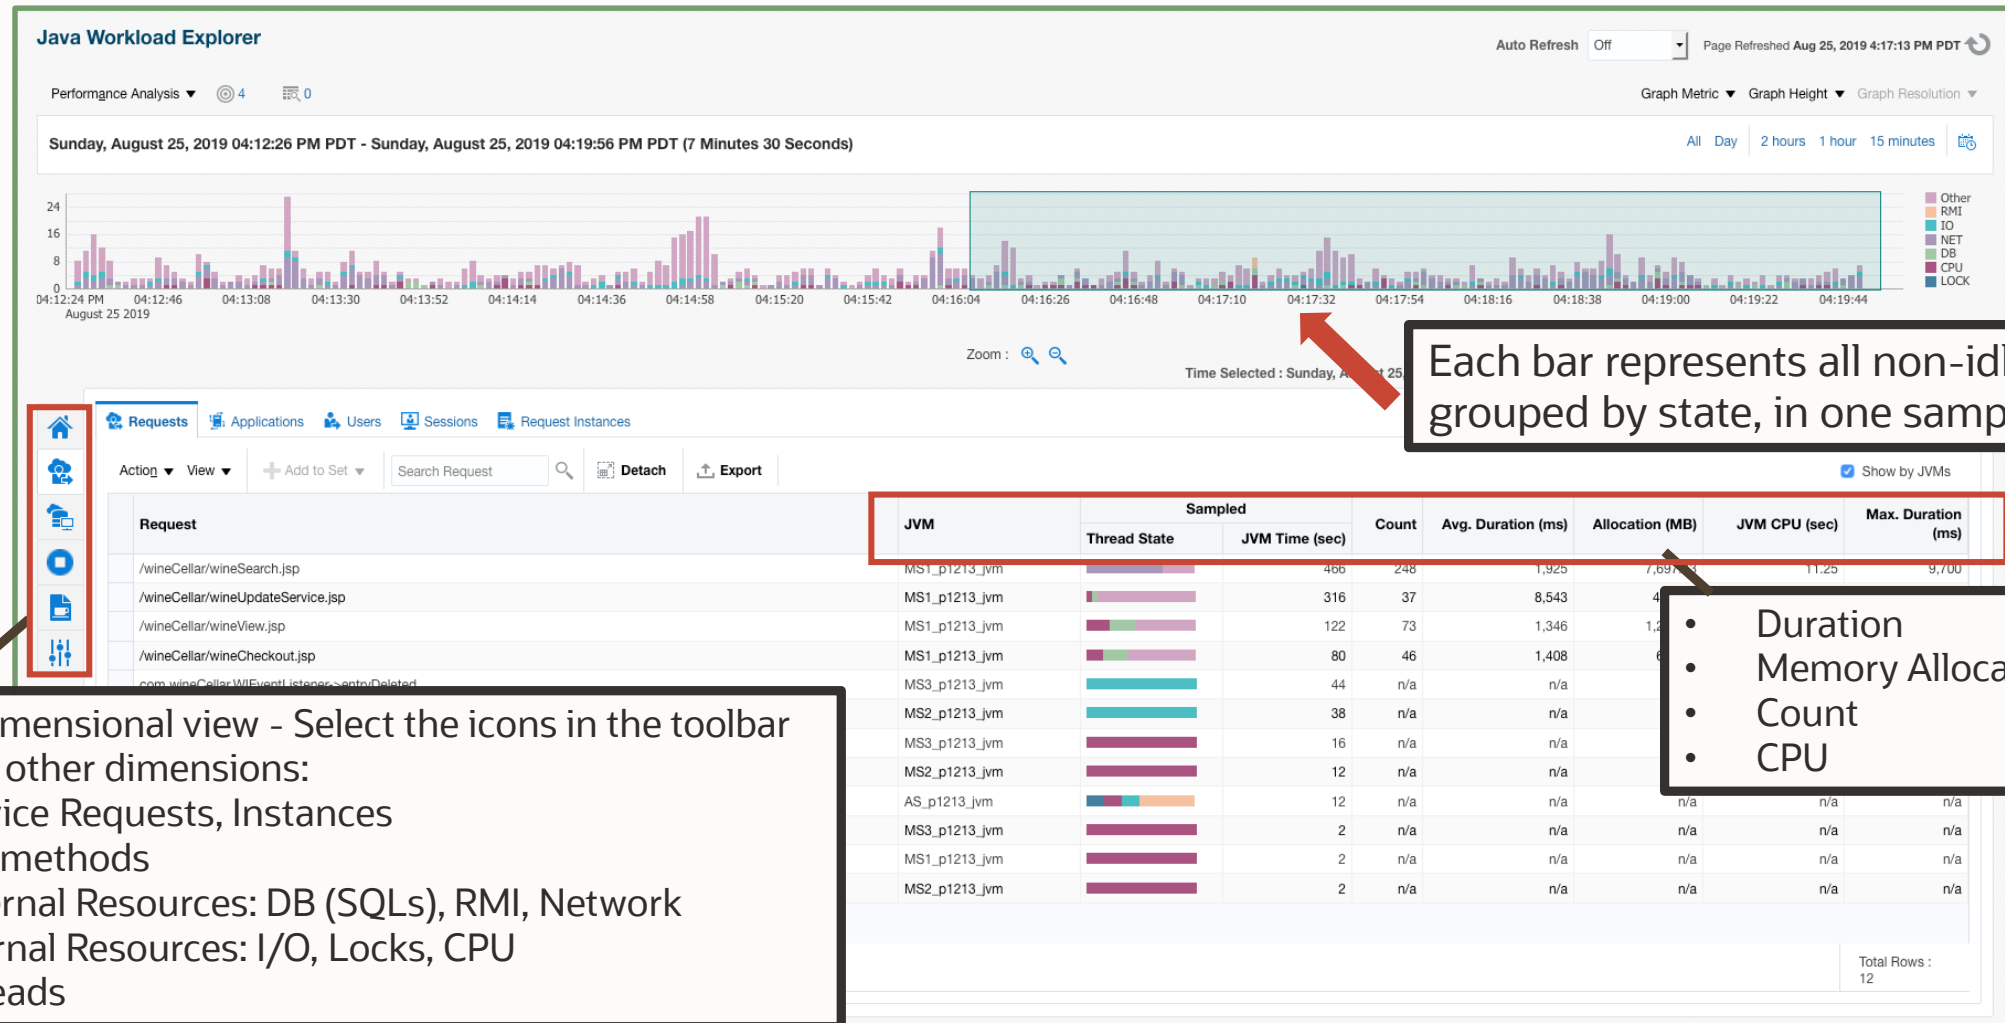 Java Workload Explorer
Auto Refresh Off Page Refreshed Aug 25, 2019 4:17:13 PM PDT
Performance Analysis ▼ 4 0
Graph Metric ▼ Graph Height ▼ Graph Resolution ▼
Sunday, August 25, 2019 04:12:26 PM PDT - Sunday, August 25, 2019 04:19:56 PM PDT (7 Minutes 30 Seconds)
All Day 2 hours 1 hour 15 minutes
24
16
8
0
Other
RMI
IO
NET
DB
CPU
LOCK
04:12:24 PM 04:12:46 04:13:08 04:13:30 04:13:52 04:14:14 04:14:36 04:14:58 04:15:20 04:15:42 04:16:04 04:16:26 04:16:48 04:17:10 04:17:32 04:17:54 04:18:16 04:18:38 04:19:00 04:19:22 04:19:44
August 25 2019
Zoom :
Time Selected : Sunday, 25,
Each bar represents all non-idl
grouped by state, in one samp
Requests Applications Users Sessions Request Instances
Action ▼ View ▼ Add to Set ▼ Search Request Detach Export
Show by JVMs
Request JVM Sampled Count Avg. Duration (ms) Allocation (MB) JVM CPU (sec) Max. Duration (ms)
Thread State JVM Time (sec)
/wineCellar/wineSearch.jsp MS1_p1213_jvm 466 248 1,925 11.25 9,700
/wineCellar/wineUpdateService.jsp MS1_p1213_jvm 316 37 8,543
/wineCellar/wineView.jsp MS1_p1213_jvm 122 73 1,346
/wineCellar/wineCheckout.jsp MS1_p1213_jvm 80 46 1,408
com.wineCellar.WIEventListener->entryDeleted MS3_p1213_jvm 44 n/a n/a
MS2_p1213_jvm 38 n/a n/a
MS3_p1213_jvm 16 n/a n/a
MS2_p1213_jvm 12 n/a n/a
AS_p1213_jvm 12 n/a n/a n/a n/a n/a
MS3_p1213_jvm 2 n/a n/a n/a n/a n/a
MS1_p1213_jvm 2 n/a n/a n/a n/a n/a
MS2_p1213_jvm 2 n/a n/a n/a n/a n/a
• Duration
• Memory Alloca
• Count
• CPU
mensional view - Select the icons in the toolbar
other dimensions:
ice Requests, Instances
methods
ernal Resources: DB (SQLs), RMI, Network
rnal Resources: I/O, Locks, CPU
eads
Total Rows :
12